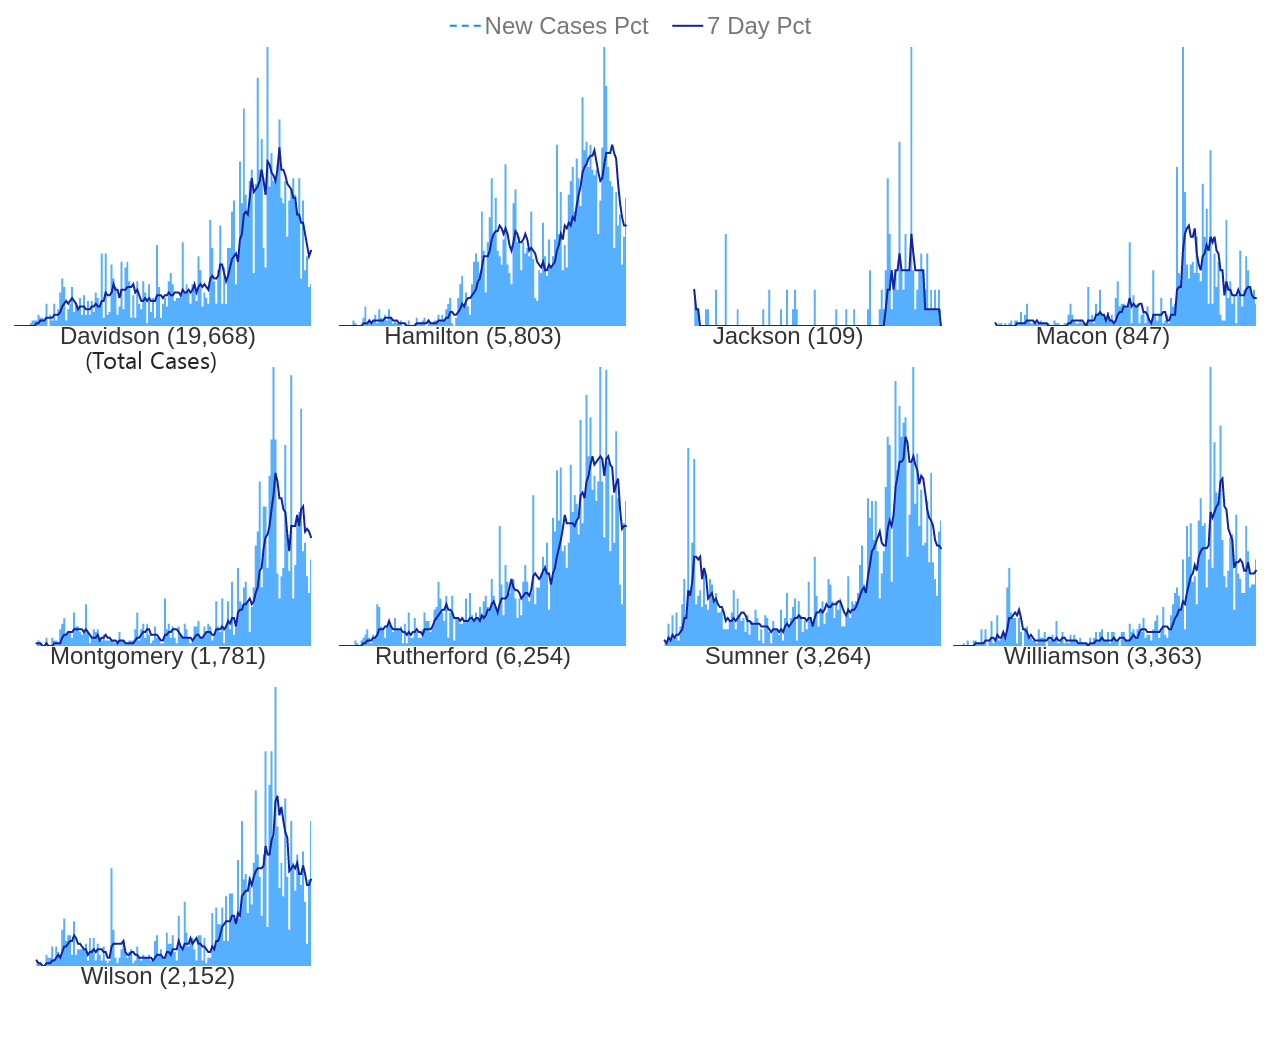 New Cases Pct 7 Day Pct
Davidson (19,668) Hamilton (5,803) Jackson (109) Macon (847)
(Total Cases)
Montgomery (1,781) Rutherford (6,254) Sumner (3,264) Williamson (3,363)
Wilson (2,152)